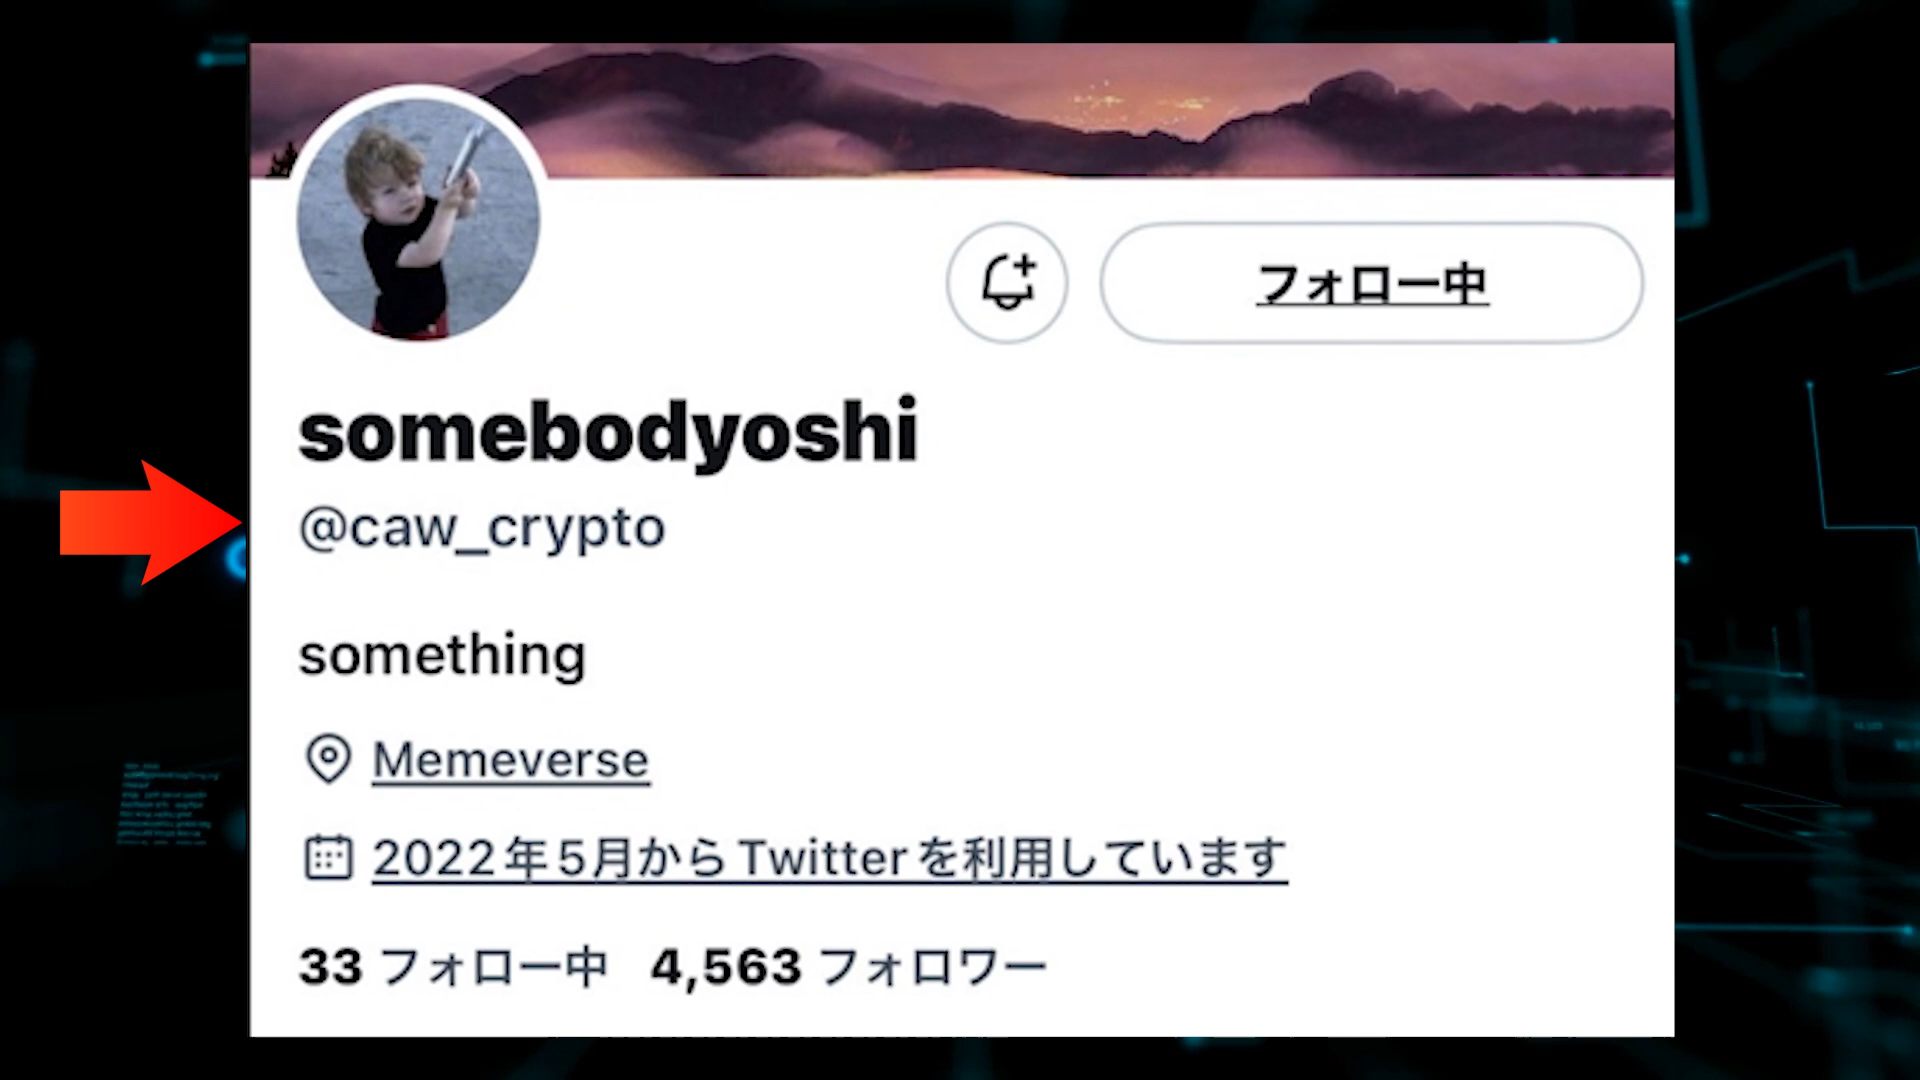 フォロー中
somebodyoshi
@caw_crypto
something
Memeverse
2022年5月からTwitterを利用しています
33 フォロー中 4,563 フォロワー